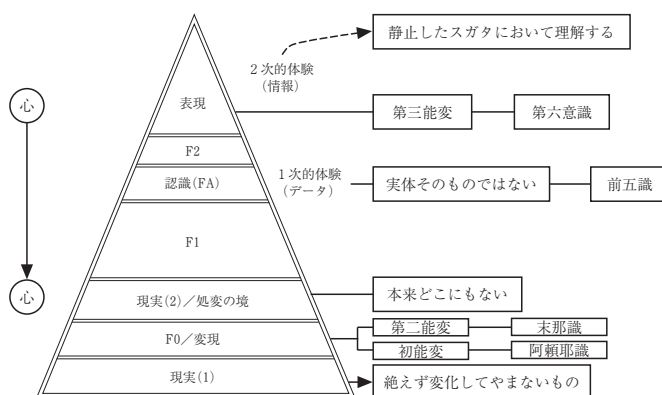 静止したスガタにおいて理解する
2次的体験
(情報)
心
表現
第三能変
第六意識
F2
認識(FA)
1次的体験
(データ)
実体そのものではない
前五識
F1
心
現実(2)/処変の境
本来どこにもない
F0/変現
第二能変
末那識
初能変
阿頼耶識
現実(1)
絶えず変化してやまないもの